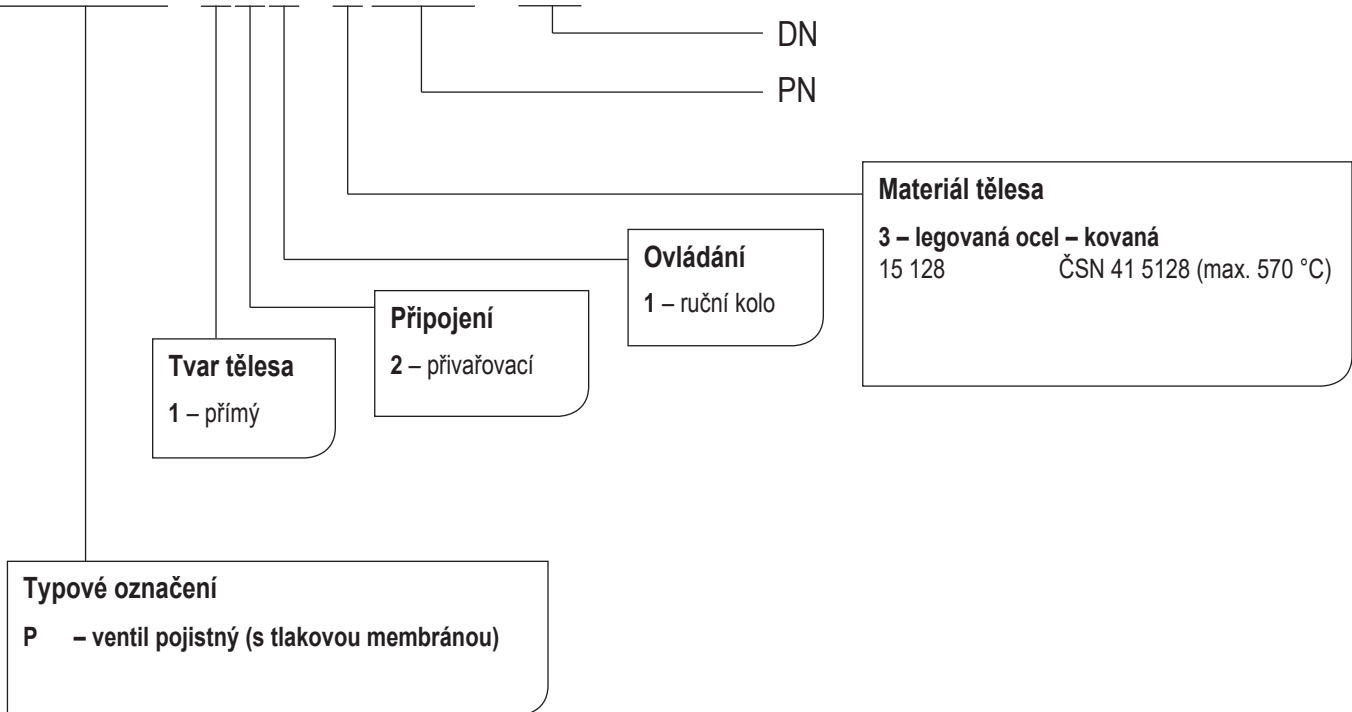 DN
PN
Materiál tělesa
3 – legovaná ocel – kovaná
15 128 ČSN 41 5128 (max. 570 °C)
Ovládání
1 – ruční kolo
Připojení
2 – přivařovací
Tvar tělesa
1 – přímý
Typové označení
P – ventil pojistný (s tlakovou membránou)